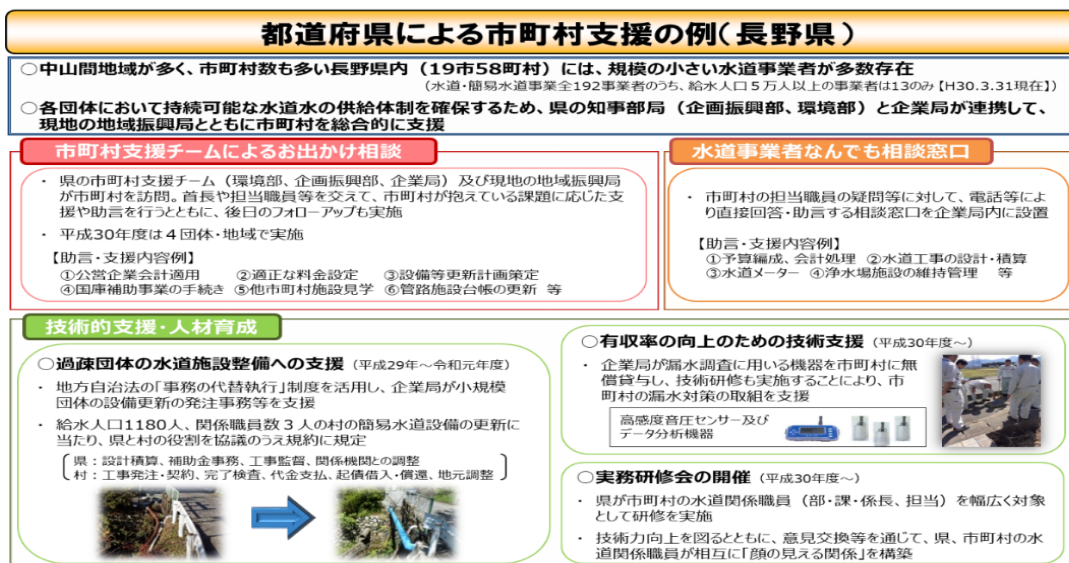 都道府県による市町村支援の例(長野県)
○中山間地域が多く、市町村数も多い長野県内（19市58町村）には、規模の小さい水道事業者が多数存在
（水道・簡易水道事業全192事業者のうち、給水人口５万人以上の事業者は13のみ【H30.3.31現在】）
○各団体において持続可能な水道水の供給体制を確保するため、県の知事部局（企画振興部、環境部）と企業局が連携して、
現地の地域振興局とともに市町村を総合的に支援
市町村支援チームによるお出かけ相談
・ 県の市町村支援チーム（環境部、企画振興部、企業局）及び現地の地域振興局
が市町村を訪問。首長や担当職員等を交えて、市町村が抱えている課題に応じた支
援や助言を行うとともに、後日のフォローアップも実施
・ 平成30年度は４団体・地域で実施
【助言・支援内容例】
①公営企業会計適用 ②適正な料金設定 ③設備等更新計画策定
④国庫補助事業の手続き ⑤他市町村施設見学 ⑥管路施設台帳の更新 等
水道事業者なんでも相談窓口
・ 市町村の担当職員の疑問等に対して、電話等によ
り直接回答・助言する相談窓口を企業局内に設置
【助言・支援内容例】
①予算編成、会計処理 ②水道工事の設計・積算
③水道メーター ④浄水場施設の維持管理 等
技術的支援・人材育成
○過疎団体の水道施設整備への支援（平成29年～令和元年度）
・ 地方自治法の「事務の代替執行」制度を活用し、企業局が小規模
団体の設備更新の発注事務等を支援
・ 給水人口1180人、関係職員数３人の村の簡易水道設備の更新に
当たり、県と村の役割を協議のうえ規約に規定
県：設計積算、補助金事務、工事監督、関係機関との調整
村：工事発注・契約、完了検査、代金支払、起債借入・償還、地元調整
○有収率の向上のための技術支援（平成30年度～）
・ 企業局が漏水調査に用いる機器を市町村に無
償貸与し、技術研修も実施することにより、市
町村の漏水対策の取組を支援
高感度音圧センサー及び
データ分析機器
○実務研修会の開催（平成30年度～）
・ 県が市町村の水道関係職員（部・課・係長、担当）を幅広く対象
として研修を実施
・ 技術力向上を図るとともに、意見交換等を通じて、県、市町村の水
道関係職員が相互に「顔の見える関係」を構築